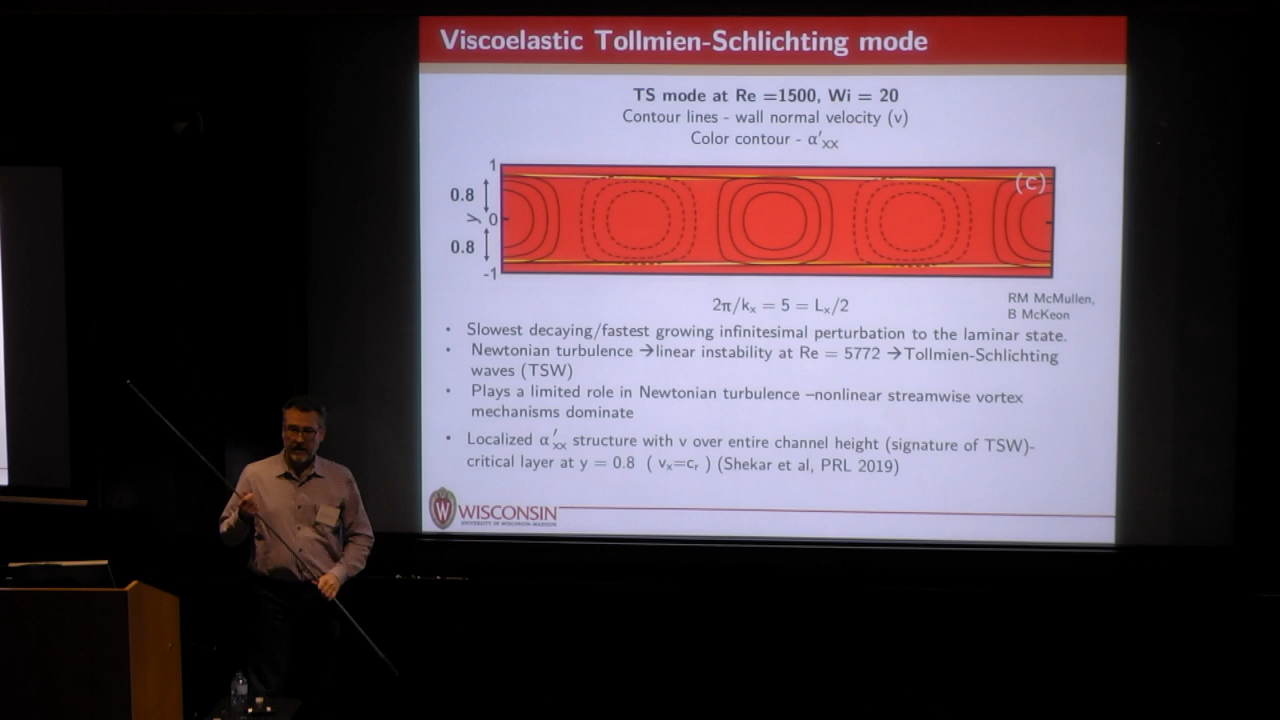 Viscoelastic Tollmien-Schlichting mode
TS mode at Re =1500, Wi = 20
Contour lines - wall normal velocity (v)
Color contour - α′xx
1
(c)
0.8
y 0
0.8
-1
2π/kx = 5 = Lx/2
RM McMullen,
B McKeon
• Slowest decaying/fastest growing infinitesimal perturbation to the laminar state.
• Newtonian turbulence →linear instability at Re = 5772 →Tollmien-Schlichting
waves (TSW)
• Plays a limited role in Newtonian turbulence –nonlinear streamwise vortex
mechanisms dominate
• Localized α′xx structure with v over entire channel height (signature of TSW)-
critical layer at y = 0.8 ( vx=cr ) (Shekar et al, PRL 2019)
W WISCONSIN
UNIVERSITY OF WISCONSIN-MADISON